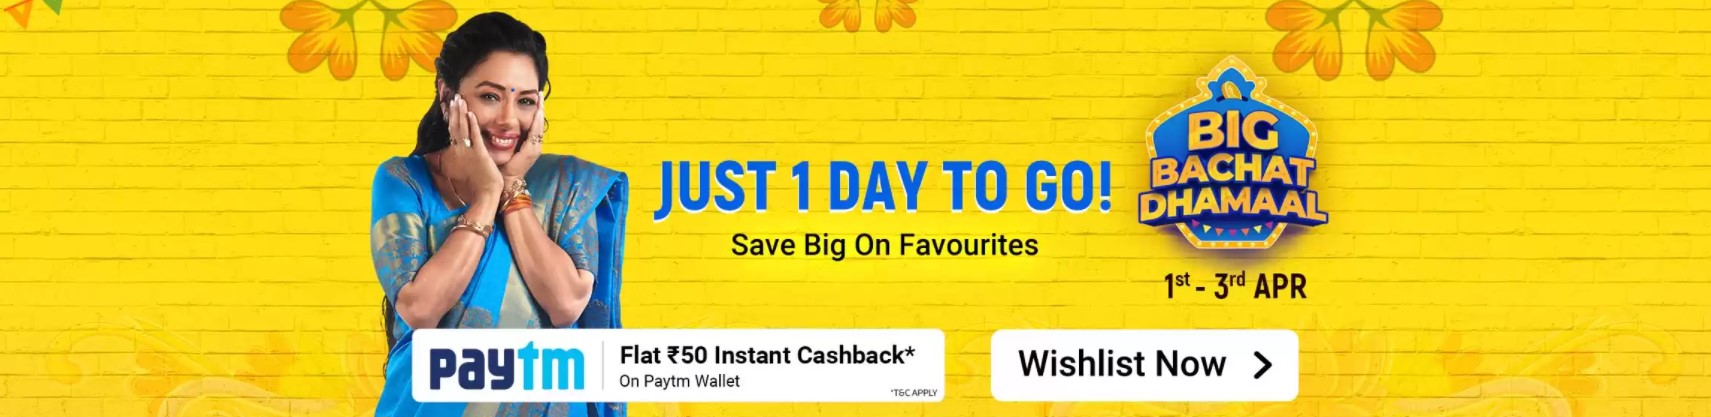 JUST 1 DAY TO GO!
Save Big On Favourites
BIG
BACHAT
DHAMAAL
1st - 3rd APR
paytm
Flat ₹50 Instant Cashback*
On Paytm Wallet
*T&C APPLY
Wishlist Now >